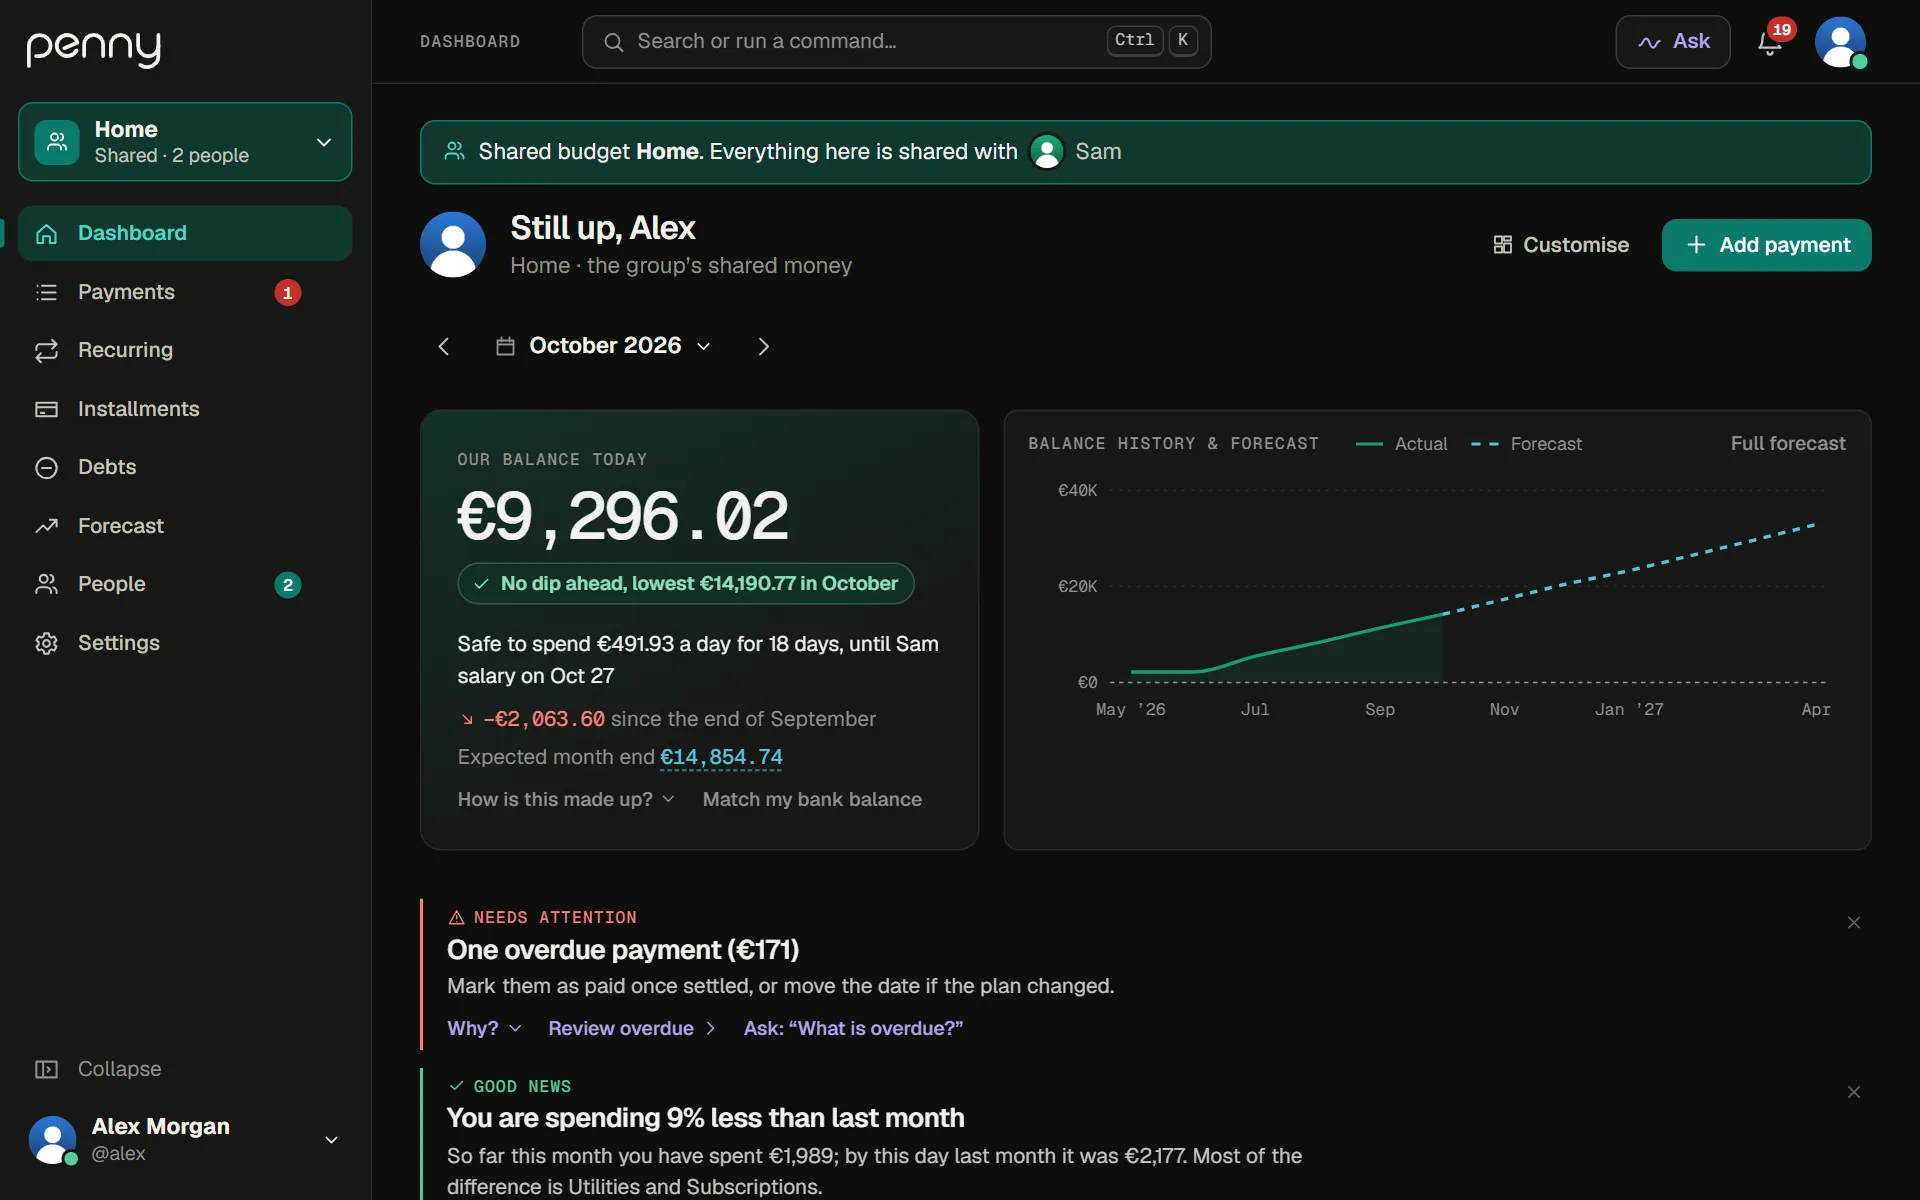 penny
DASHBOARD
Search or run a command...
Ctrl K
Ask
19
Home
Shared · 2 people
Dashboard
Payments 1
Recurring
Installments
Debts
Forecast
People 2
Settings
Collapse
Alex Morgan
@alex
Shared budget Home. Everything here is shared with Sam
Still up, Alex
Home · the group’s shared money
Customise
Add payment
October 2026
OUR BALANCE TODAY
€9,296.02
No dip ahead, lowest €14,190.77 in October
Safe to spend €491.93 a day for 18 days, until Sam
salary on Oct 27
−€2,063.60 since the end of September
Expected month end €14,854.74
How is this made up? Match my bank balance
BALANCE HISTORY & FORECAST Actual Forecast Full forecast
€40K
€20K
€0
May ’26 Jul Sep Nov Jan ’27 Apr
NEEDS ATTENTION
One overdue payment (€171)
Mark them as paid once settled, or move the date if the plan changed.
Why? Review overdue Ask: “What is overdue?”
GOOD NEWS
You are spending 9% less than last month
So far this month you have spent €1,989; by this day last month it was €2,177. Most of the
difference is Utilities and Subscriptions.